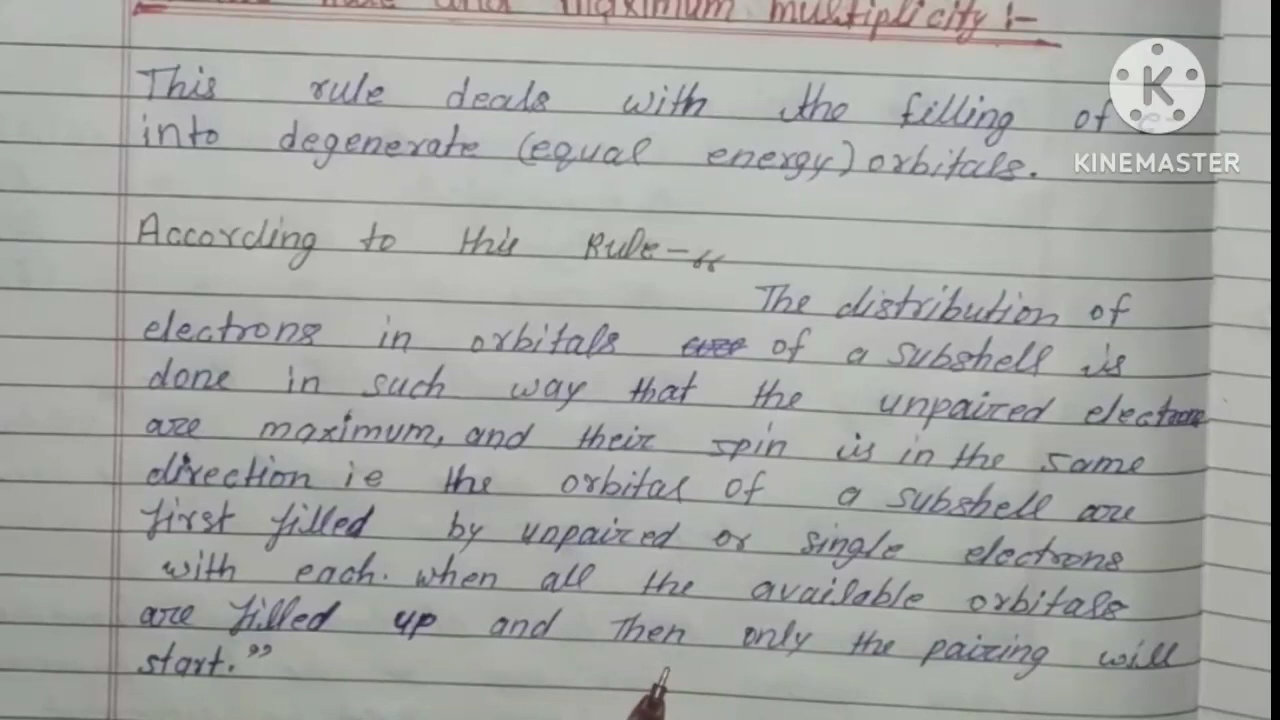 and maximum multiplicity :-
This rule deals with the filling of e-
into degenerate (equal energy) orbitals.
KINEMASTER
According to this Rule-"
The distribution of
electrons in orbitals of a subshell is
done in such way that the unpaired electrons
are maximum, and their spin is in the same
direction ie the orbital of a subshell are
first filled by unpaired or single electrons
with each. when all the available orbitals
are filled up and then only the pairing will
start."